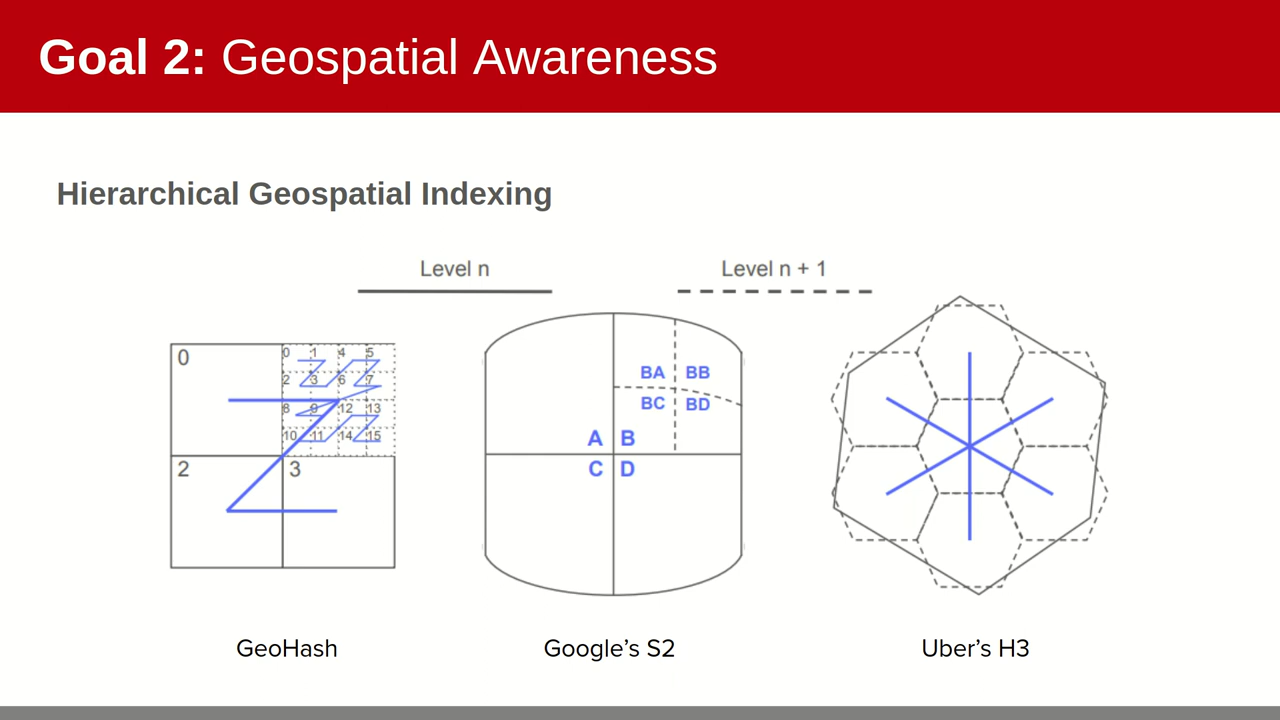 Goal 2: Geospatial Awareness
Hierarchical Geospatial Indexing
Level n
Level n + 1
0
0 1 4 5
2 3 6 7
8 9 12 13
10 11 14 15
2
3
BA BB
BC BD
A B
C D
GeoHash
Google’s S2
Uber’s H3